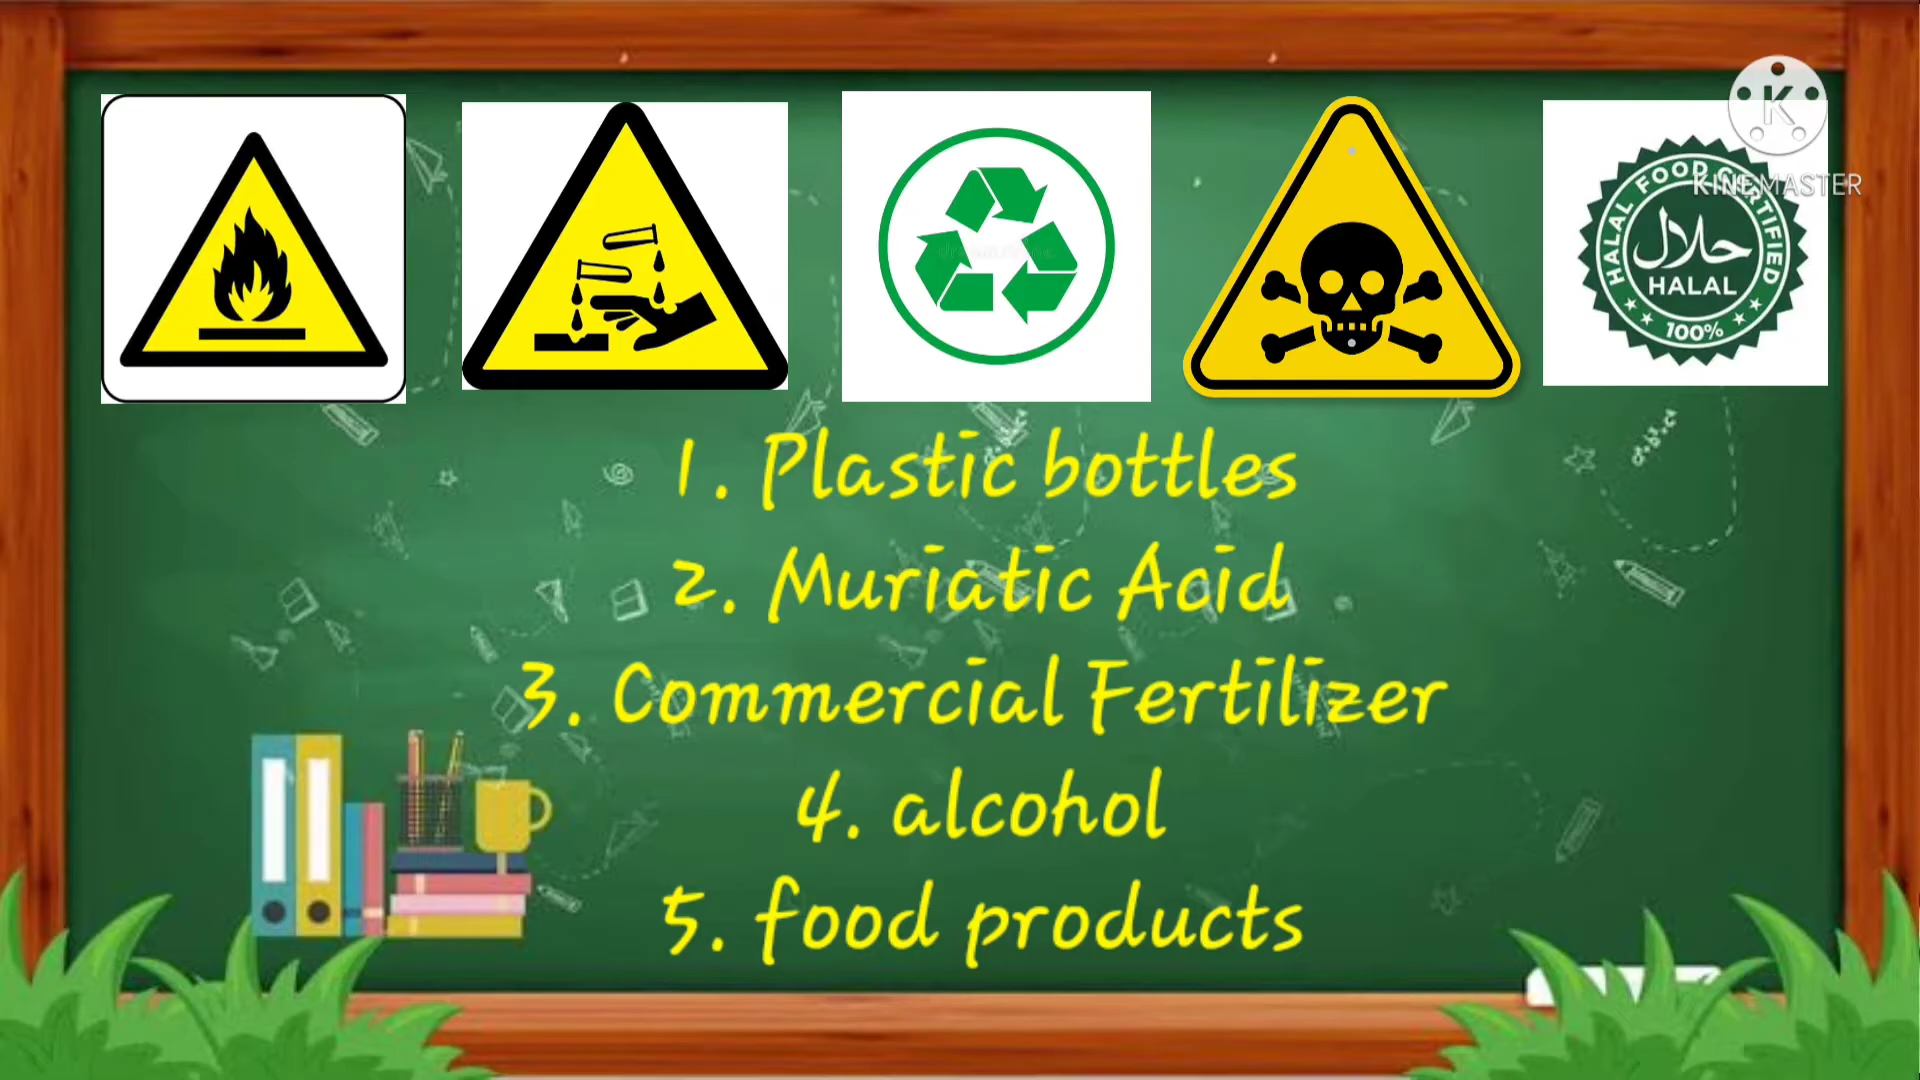 K
KINEMASTER
HALAL FOOD CERTIFIED
حلال
HALAL
100%
1. Plastic bottles
2. Muriatic Acid
3. Commercial Fertilizer
4. alcohol
5. food products